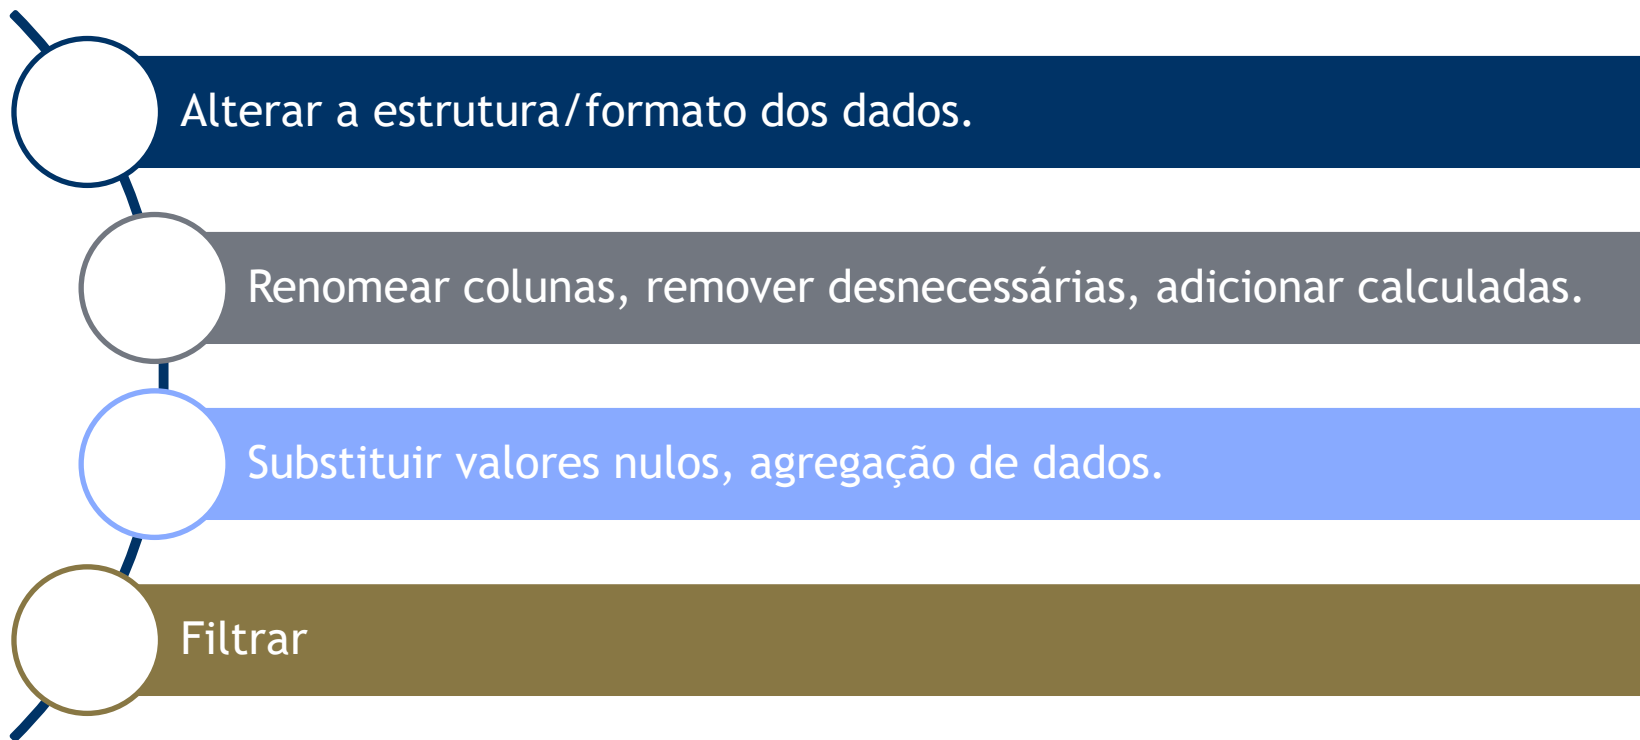 Alterar a estrutura/formato dos dados.
Renomear colunas, remover desnecessárias, adicionar calculadas.
Substituir valores nulos, agregação de dados.
Filtrar